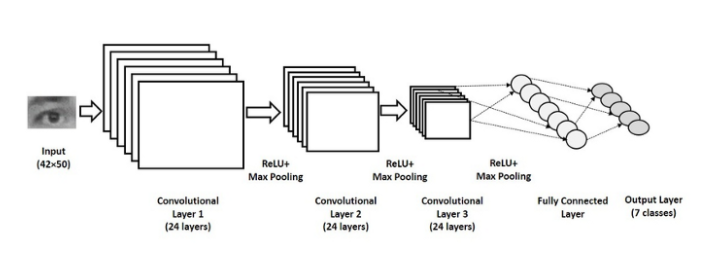 Input
(42×50)
ReLU+
Max Pooling
ReLU+
Max Pooling
ReLU+
Max Pooling
Convolutional
Layer 1
(24 layers)
Convolutional
Layer 2
(24 layers)
Convolutional
Layer 3
(24 layers)
Fully Connected
Layer
Output Layer
(7 classes)